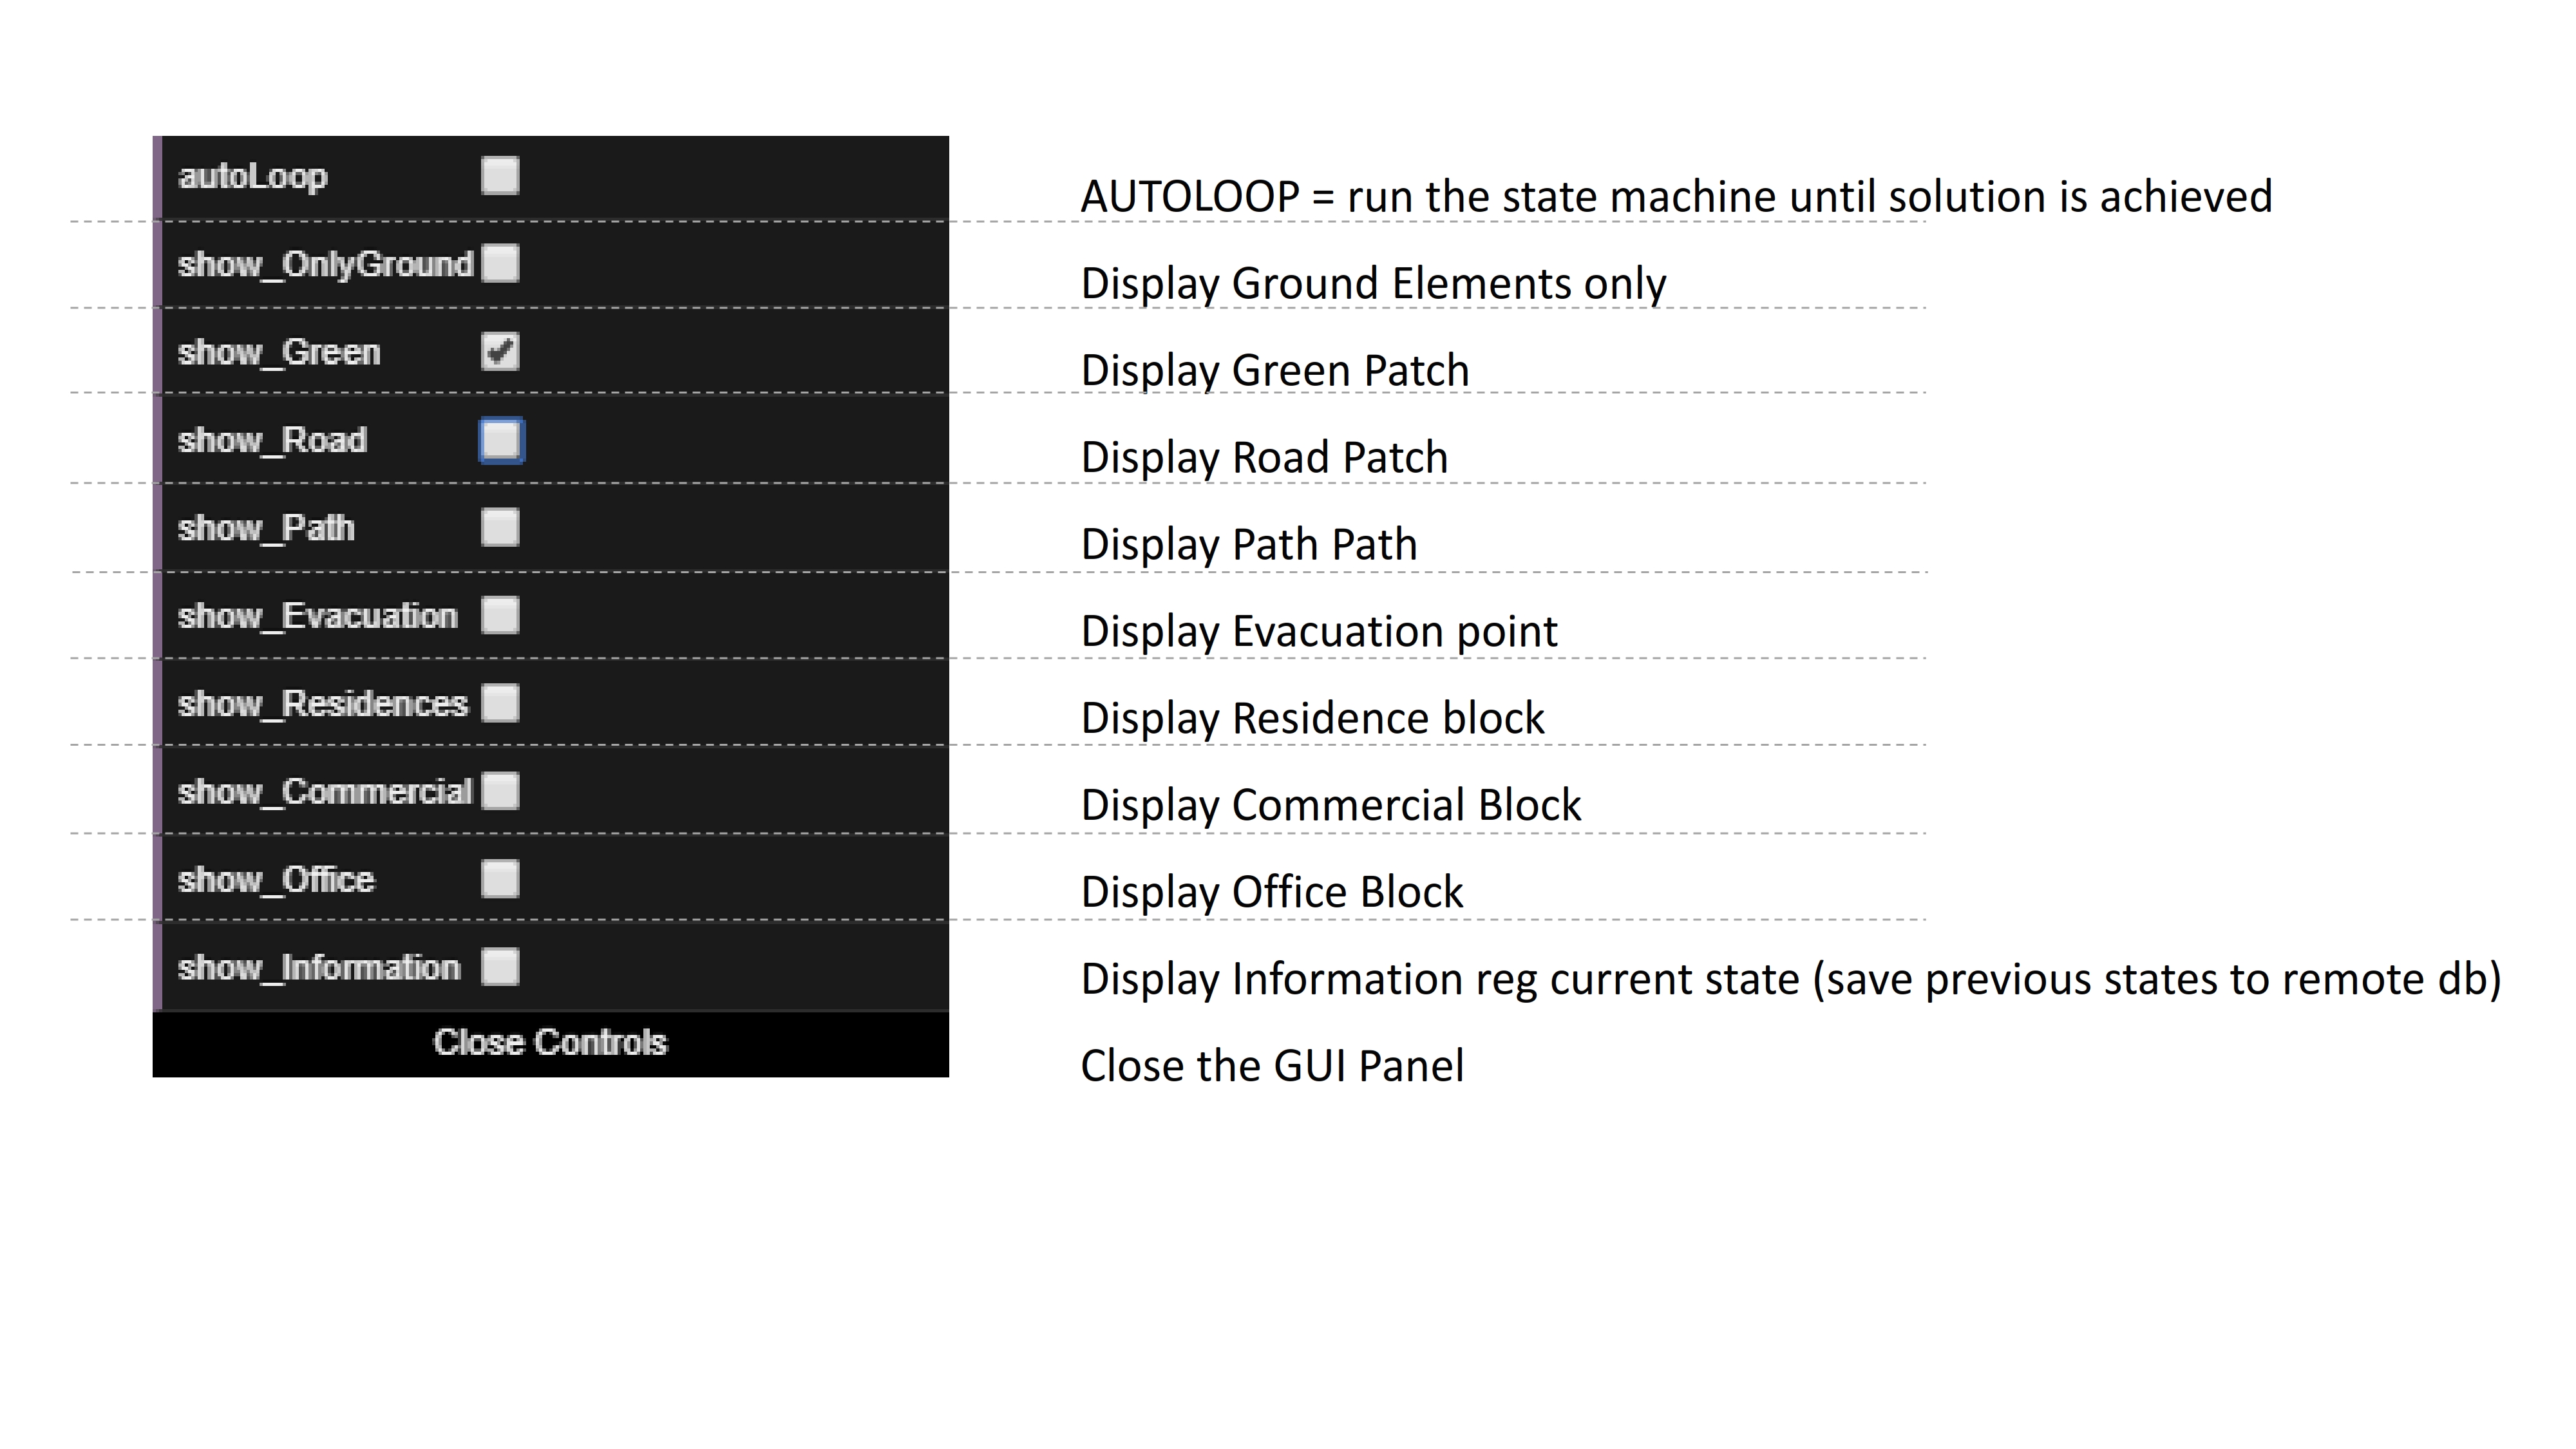 autoLoop
AUTOLOOP = run the state machine until solution is achieved
show_OnlyGround
Display Ground Elements only
show_Green
Display Green Patch
show_Road
Display Road Patch
show_Path
Display Path Path
show_Evacuation
Display Evacuation point
show_Residences
Display Residence block
show_Commercial
Display Commercial Block
show_Office
Display Office Block
show_Information
Display Information reg current state (save previous states to remote db)
Close Controls
Close the GUI Panel